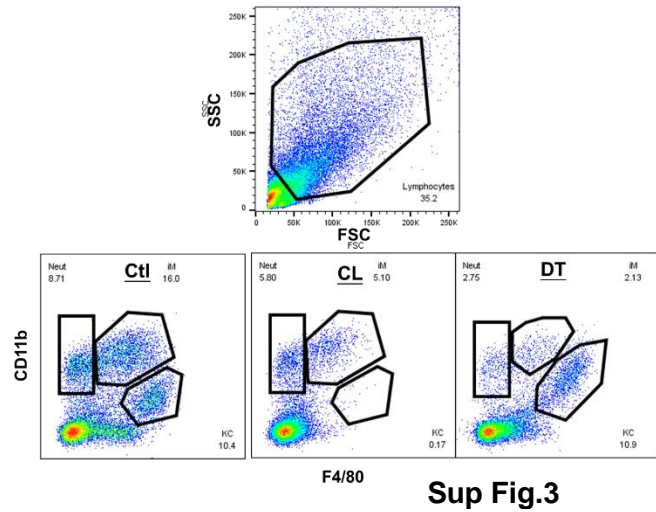 250K
200K
150K
100K
50K
0
SSC
SSC
Lymphocytes
35.2
0 50K 100K 150K 200K 250K
FSC
FSC
Neut Ctl iM
8.71 16.0
KC
10.4
Neut CL iM
5.80 5.10
KC
0.17
Neut DT iM
2.75 2.13
KC
10.9
CD11b
F4/80
Sup Fig.3